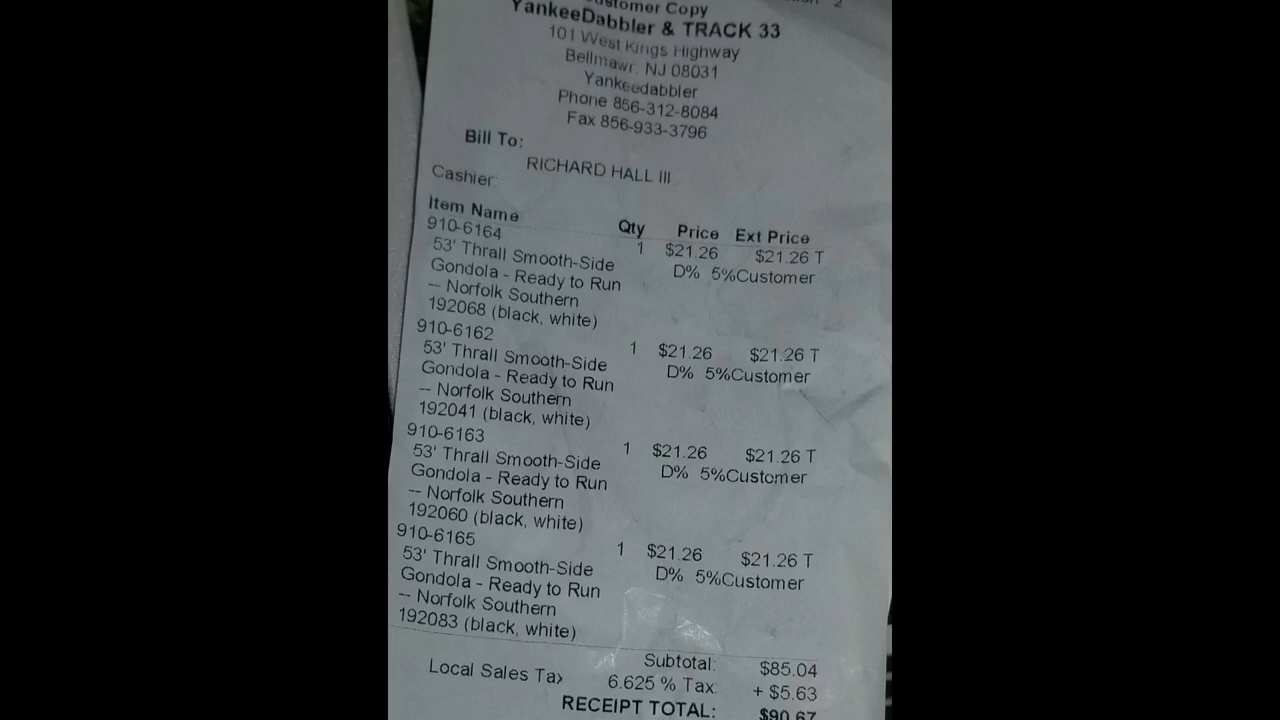 Customer Copy
YankeeDabbler & TRACK 33
101 West Kings Highway
Bellmawr, NJ 08031
Yankeedabbler
Phone 856-312-8084
Fax 856-933-3796
Bill To:
RICHARD HALL III
Cashier:
Item Name Qty Price Ext Price
910-6164 1 $21.26 $21.26 T
53' Thrall Smooth-Side D% 5%Customer
Gondola - Ready to Run
-- Norfolk Southern
192068 (black, white)
910-6162 1 $21.26 $21.26 T
53' Thrall Smooth-Side D% 5%Customer
Gondola - Ready to Run
-- Norfolk Southern
192041 (black, white)
910-6163 1 $21.26 $21.26 T
53' Thrall Smooth-Side D% 5%Customer
Gondola - Ready to Run
-- Norfolk Southern
192060 (black, white)
910-6165 1 $21.26 $21.26 T
53' Thrall Smooth-Side D% 5%Customer
Gondola - Ready to Run
-- Norfolk Southern
192083 (black, white)
Subtotal: $85.04
Local Sales Tax 6.625 % Tax: + $5.63
RECEIPT TOTAL: $90.67